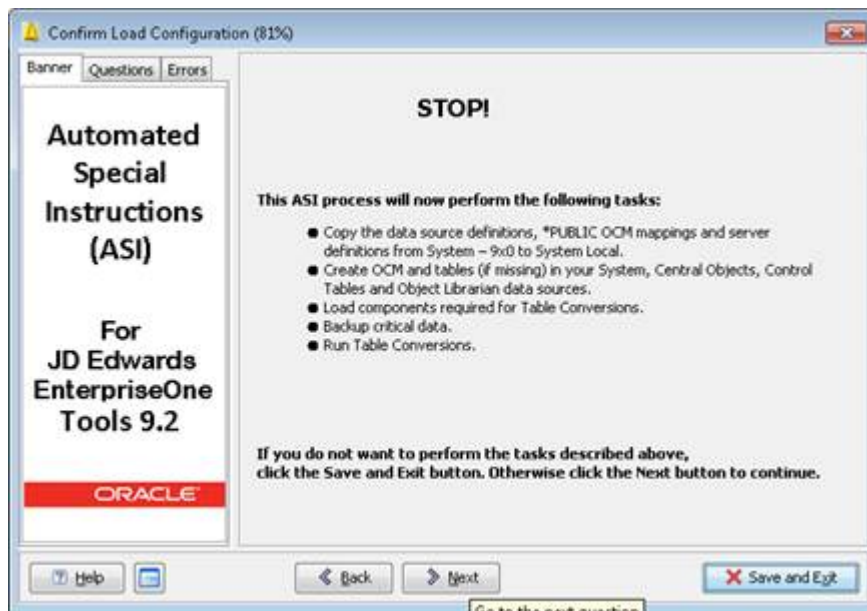 Confirm Load Configuration (81%)
Banner
Questions
Errors
Automated
Special
Instructions
(ASI)
For
JD Edwards
EnterpriseOne
Tools 9.2
ORACLE
STOP!
This ASI process will now perform the following tasks:
● Copy the data source definitions, *PUBLIC OCM mappings and server
definitions from System – 9x0 to System Local.
● Create OCM and tables (if missing) in your System, Central Objects, Control
Tables and Object Librarian data sources.
● Load components required for Table Conversions.
● Backup critical data.
● Run Table Conversions.
If you do not want to perform the tasks described above,
click the Save and Exit button. Otherwise click the Next button to continue.
Help
Back
Next
Save and Exit
Go to the next question